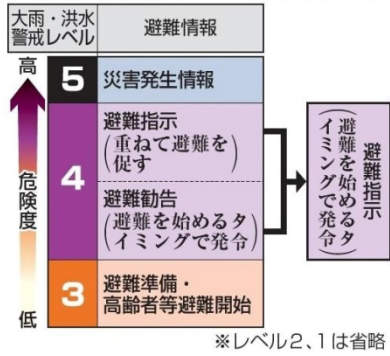 大雨・洪水
警戒レベル
避難情報
高
危険度
低
5
災害発生情報
4
避難指示
(重ねて避難を
促す)
避難勧告
(避難を始めるタ
イミングで発令)
3
避難準備・
高齢者等避難開始
避難指示
(避難を始めるタ
イミングで発令)
※レベル2、1は省略